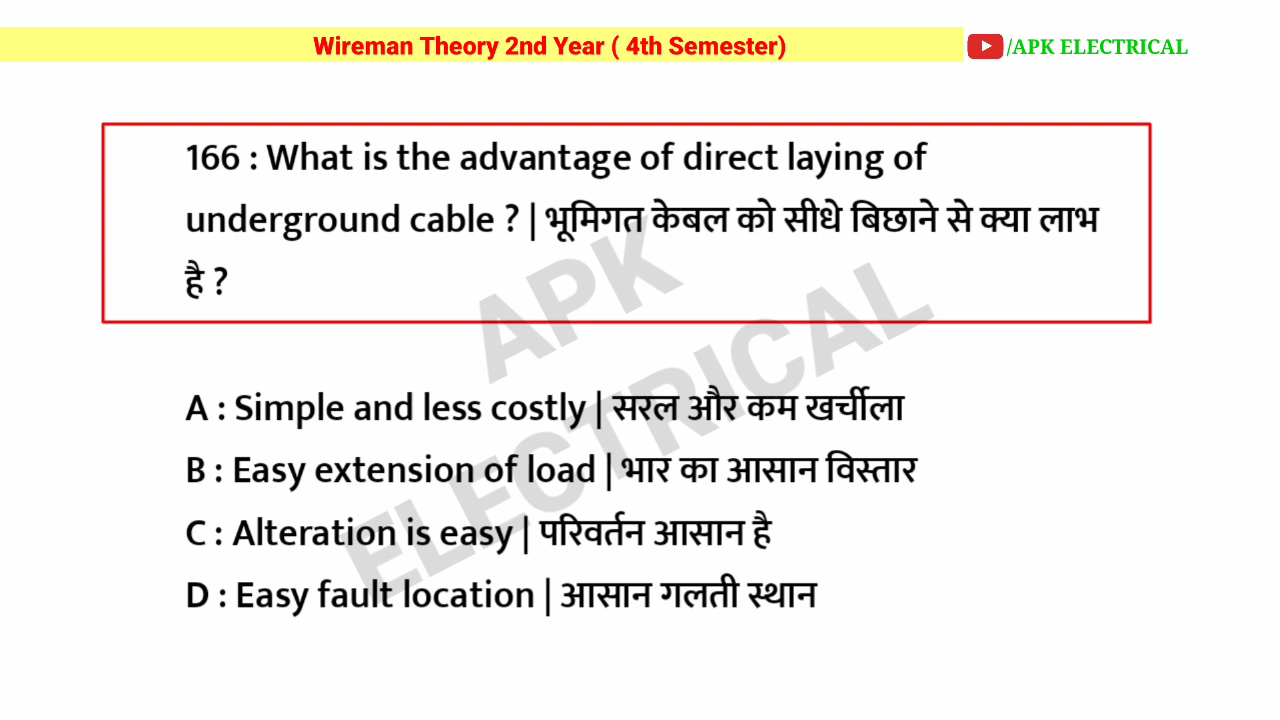 Wireman Theory 2nd Year ( 4th Semester)
/APK ELECTRICAL
166 : What is the advantage of direct laying of
underground cable ? | भूमिगत केबल को सीधे बिछाने से क्या लाभ
है ?
APK
ELECTRICAL
A : Simple and less costly | सरल और कम खर्चीला
B : Easy extension of load | भार का आसान विस्तार
C : Alteration is easy | परिवर्तन आसान है
D : Easy fault location | आसान गलती स्थान